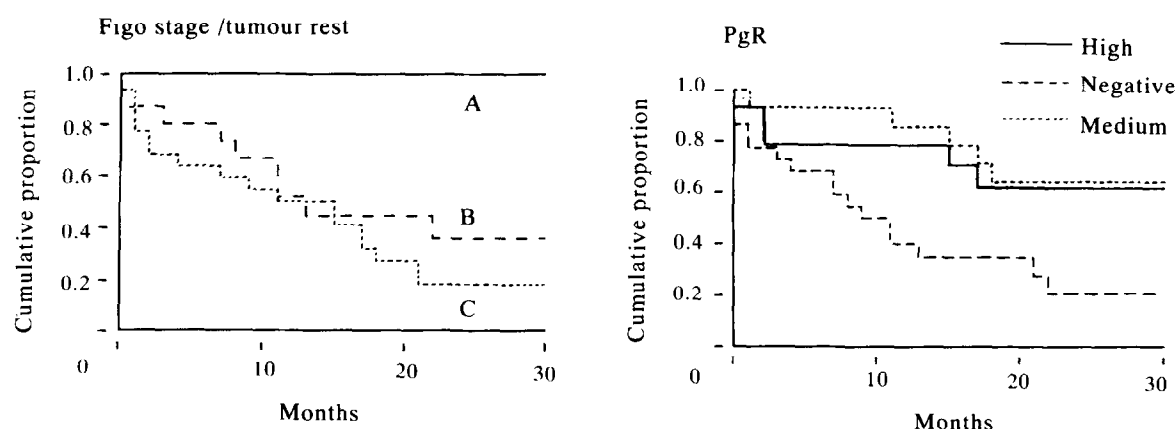 Figo stage /tumour rest
Cumulative proportion
1.0
0.8
0.6
0.4
0.2
0
10
20
30
Months
A
B
C
PgR
High
Negative
Medium
Cumulative proportion
1.0
0.8
0.6
0.4
0.2
0
10
20
30
Months